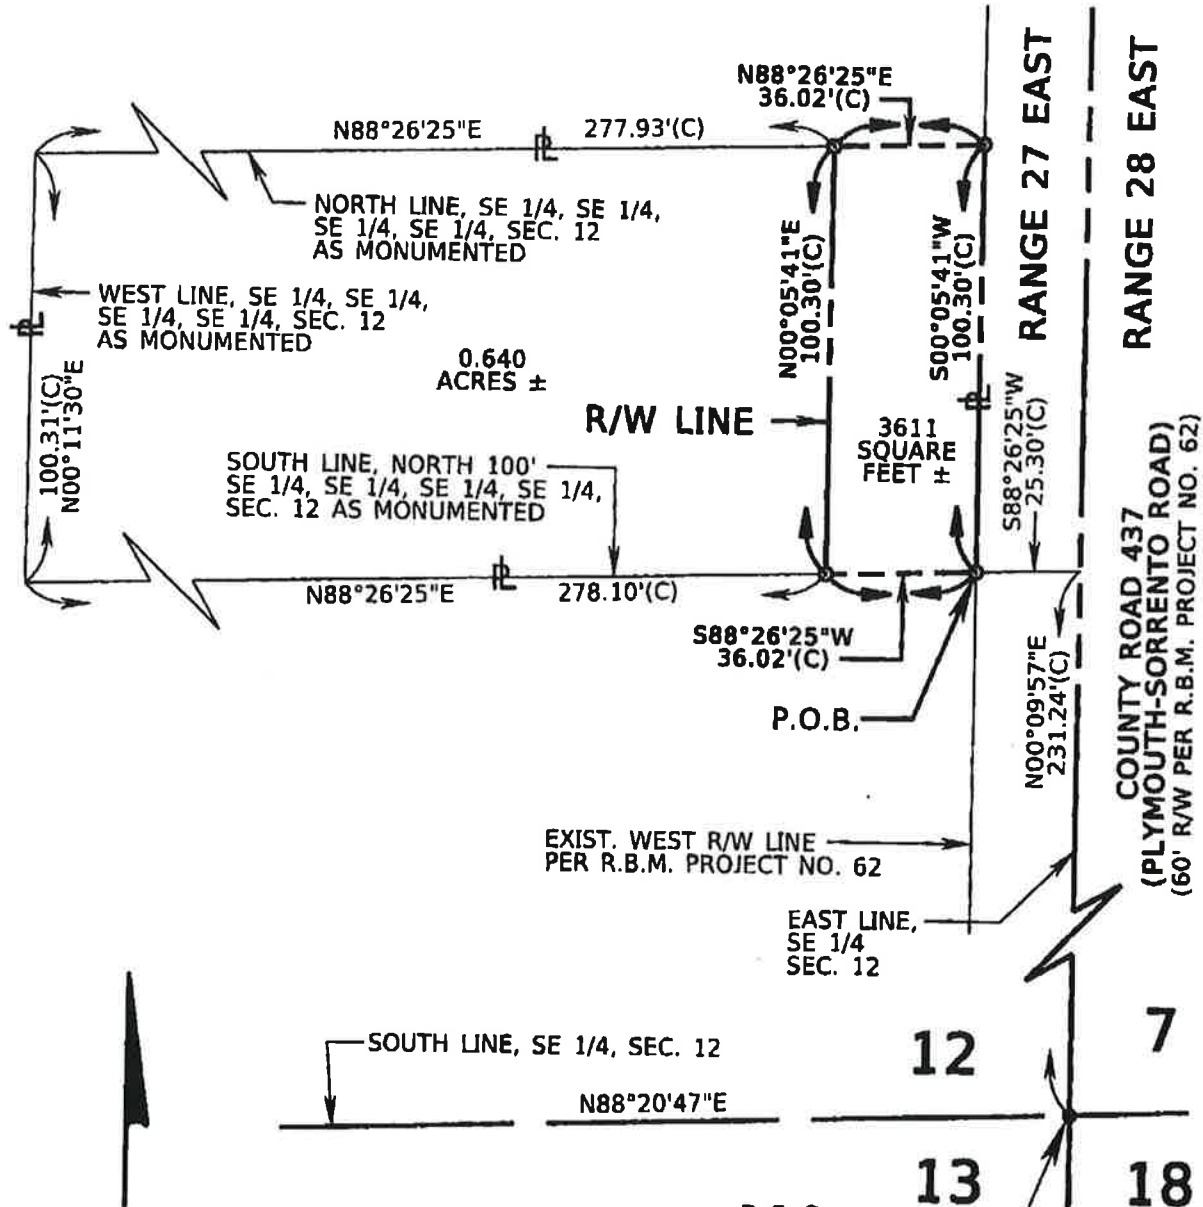 N88°26'25"E
36.02'(C)
N88°26'25"E
277.93'(C)
PL
NORTH LINE, SE 1/4, SE 1/4,
SE 1/4, SE 1/4, SEC. 12
AS MONUMENTED
WEST LINE, SE 1/4, SE 1/4,
SE 1/4, SE 1/4, SEC. 12
AS MONUMENTED
PL
100.31'(C)
N00°11'30"E
0.640
ACRES ±
R/W LINE
N00°05'41"E
100.30'(C)
S00°05'41"W
100.30'(C)
PL
3611
SQUARE
FEET ±
RANGE 27 EAST
RANGE 28 EAST
S88°26'25"W
25.30'(C)
SOUTH LINE, NORTH 100'
SE 1/4, SE 1/4, SE 1/4, SE 1/4,
SEC. 12 AS MONUMENTED
PL
N88°26'25"E
278.10'(C)
S88°26'25"W
36.02'(C)
P.O.B.
N00°09'57"E
231.24'(C)
COUNTY ROAD 437
(PLYMOUTH-SORRENTO ROAD)
(60' R/W PER R.B.M. PROJECT NO. 62)
EXIST. WEST R/W LINE
PER R.B.M. PROJECT NO. 62
EAST LINE,
SE 1/4
SEC. 12
SOUTH LINE, SE 1/4, SEC. 12
N88°20'47"E
12
7
13
18